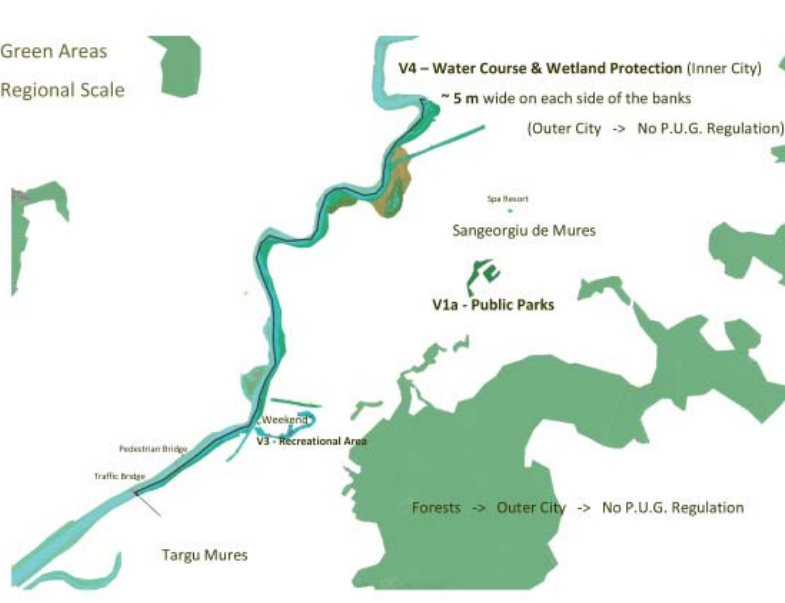 Green Areas
Regional Scale
V4 – Water Course & Wetland Protection (Inner City)
~ 5 m wide on each side of the banks
(Outer City -> No P.U.G. Regulation)
Spa Resort
Sangeorgiu de Mures
V1a - Public Parks
Weekend
V3 - Recreational Area
Pedestrian Bridge
Traffic Bridge
Forests -> Outer City -> No P.U.G. Regulation
Targu Mures